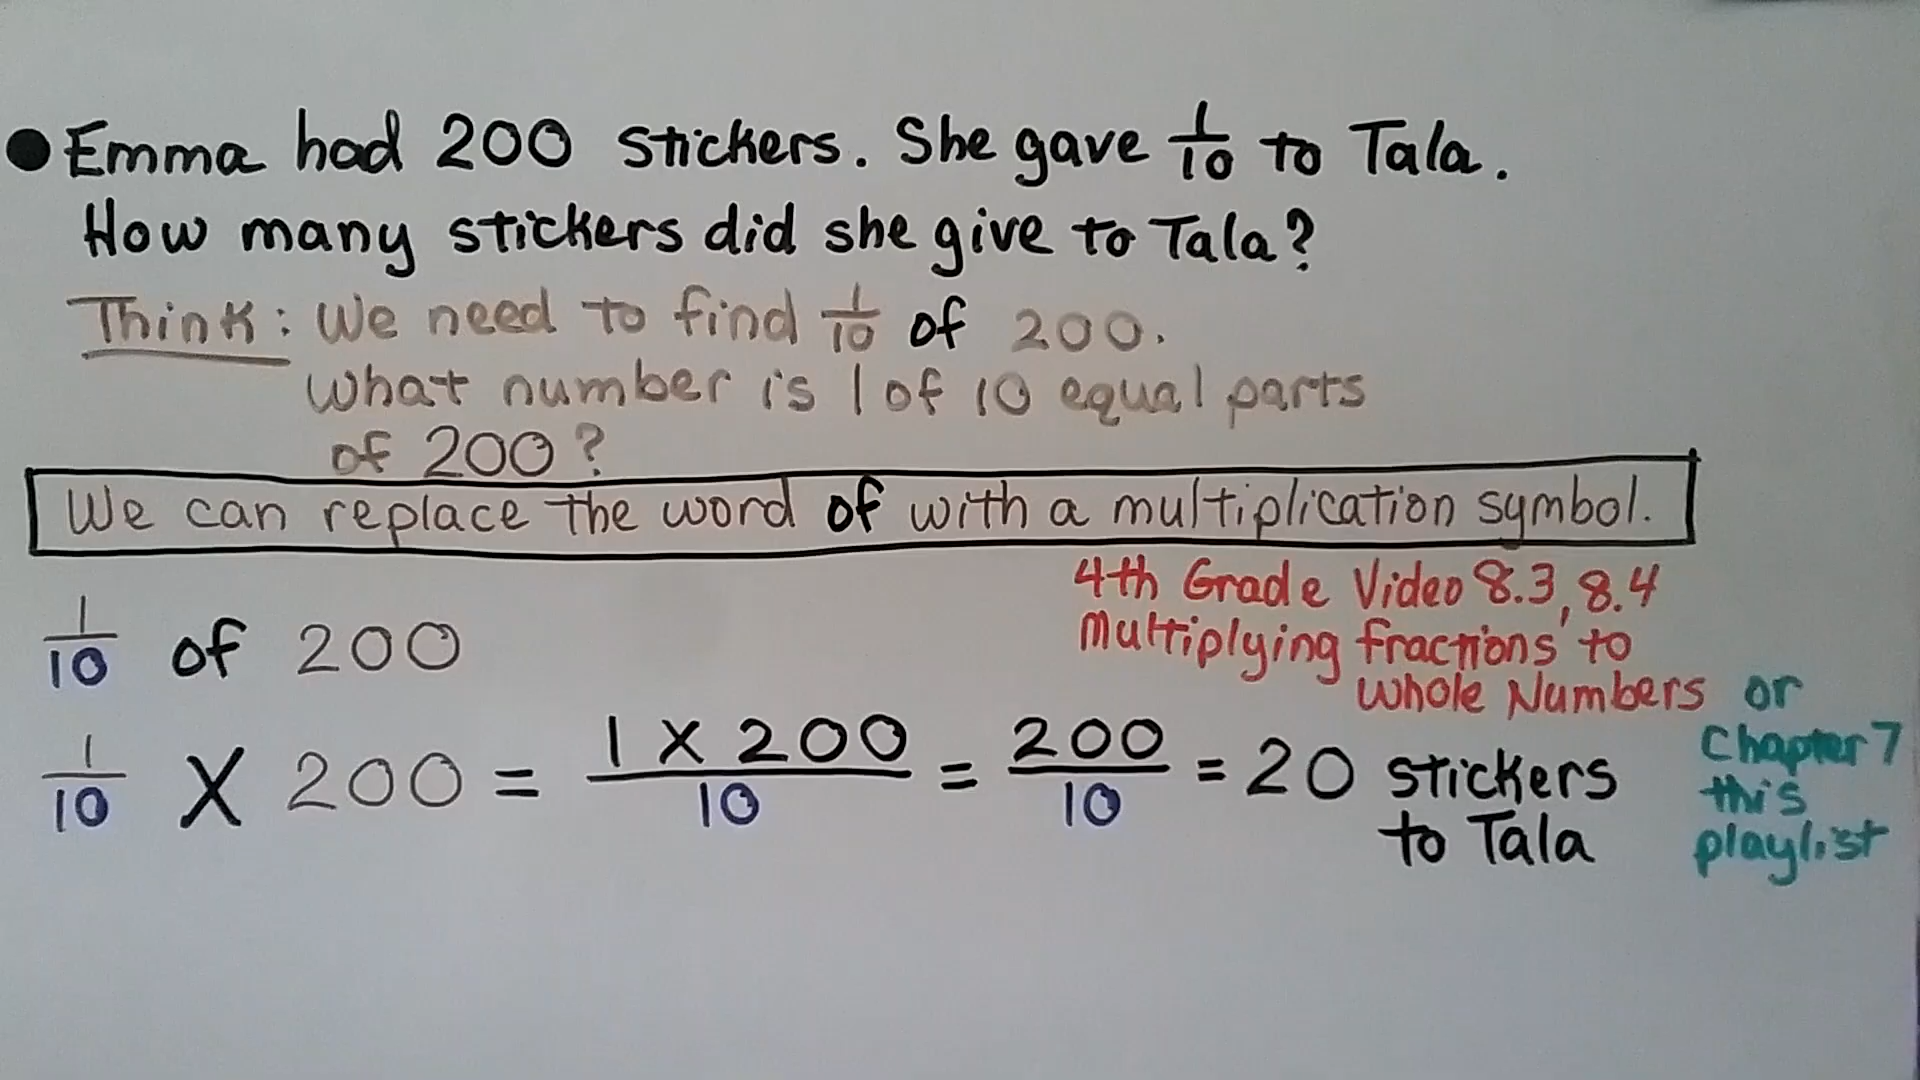 ● Emma had 200 stickers. She gave 1/10 to Tala.
How many stickers did she give to Tala?
Think: We need to find 1/10 of 200.
What number is 1 of 10 equal parts
of 200?
We can replace the word of with a multiplication symbol.
4th Grade Video 8.3, 8.4
Multiplying fractions to
Whole Numbers
or
Chapter 7
this
playlist
1/10 of 200
1/10 X 200 = 1 X 200/10 = 200/10 = 20 stickers
to Tala